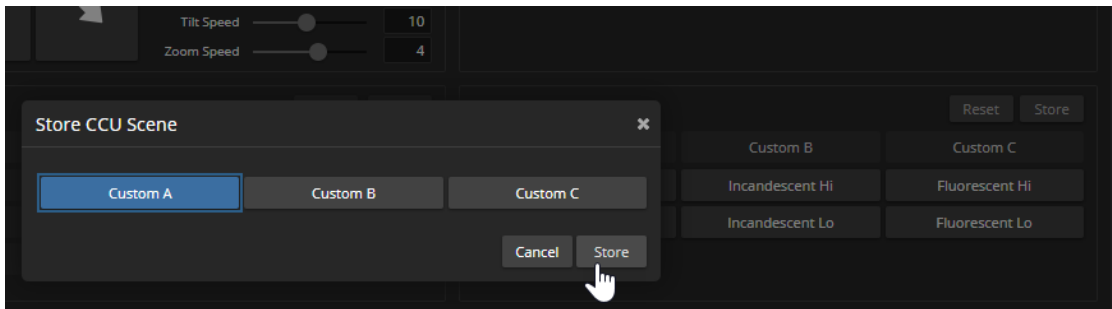 Tilt Speed 10
Zoom Speed 4
Reset Store
Store CCU Scene
Custom B Custom C
Custom A Custom B Custom C
Incandescent Hi Fluorescent Hi
Incandescent Lo Fluorescent Lo
Cancel Store